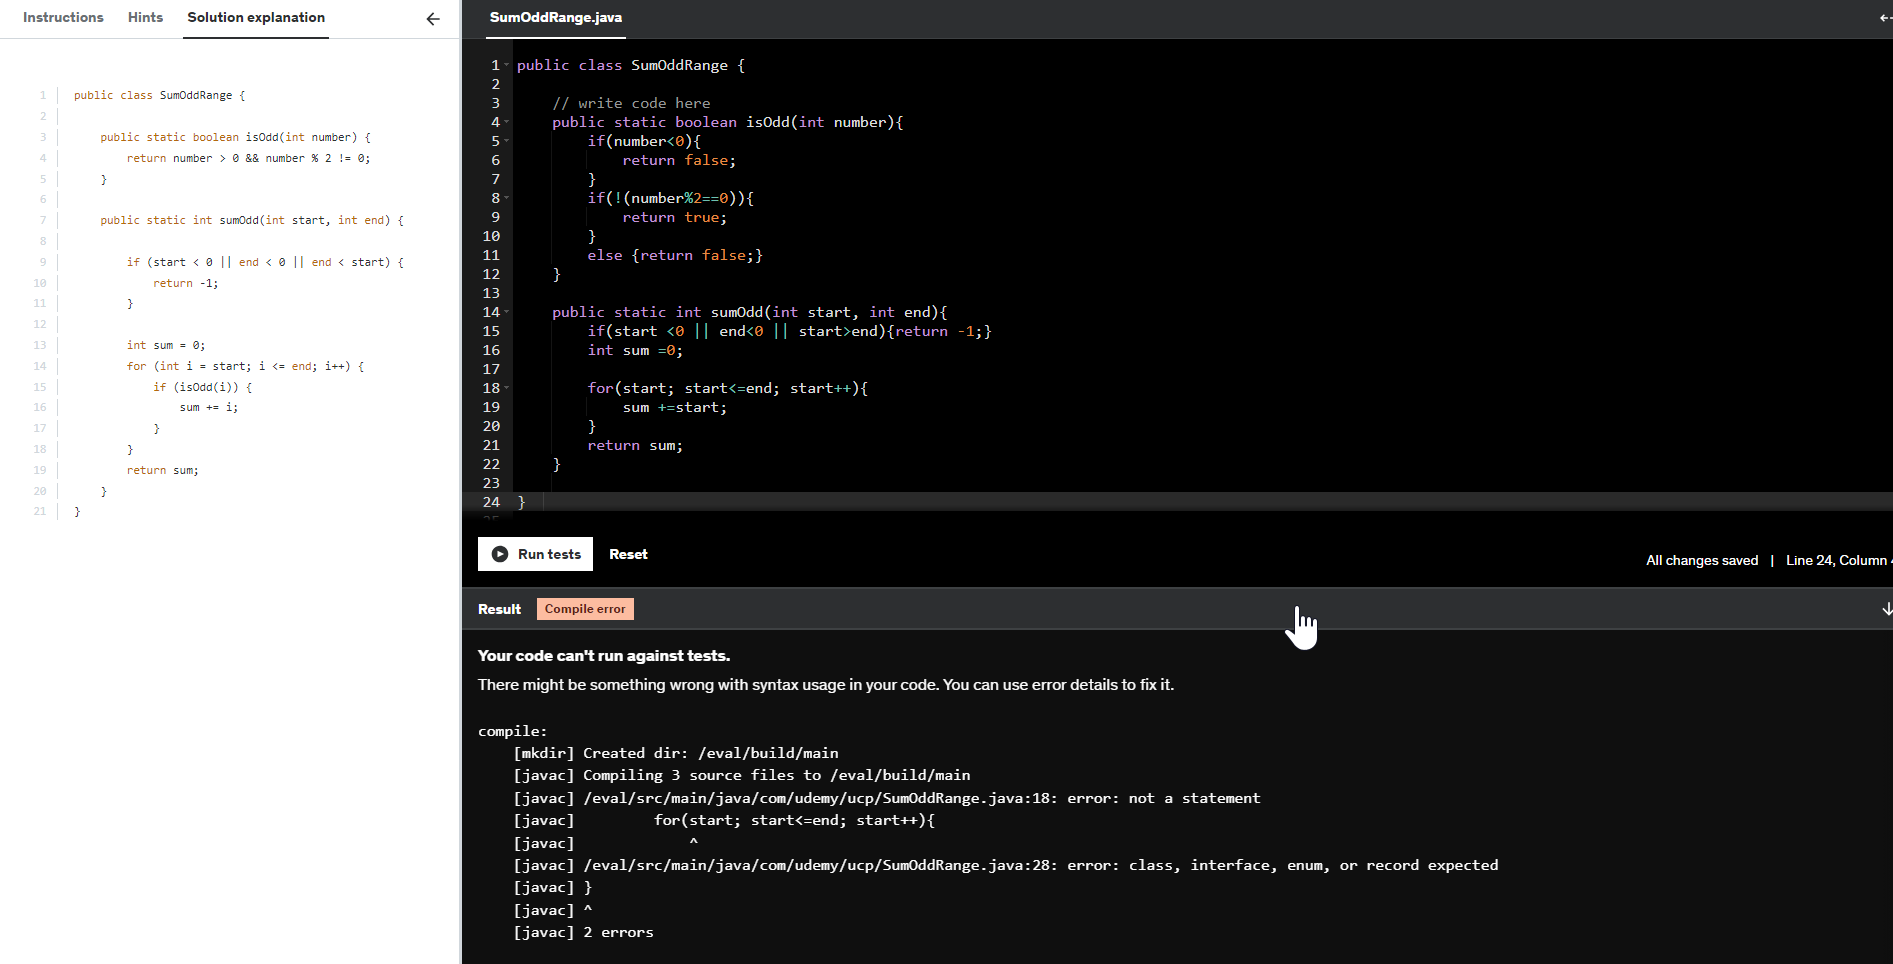 Instructions Hints Solution explanation
1 public class SumOddRange {
2
3 public static boolean isOdd(int number) {
4 return number > 0 && number % 2 != 0;
5 }
6
7 public static int sumOdd(int start, int end) {
8
9 if (start < 0 || end < 0 || end < start) {
10 return -1;
11 }
12
13 int sum = 0;
14 for (int i = start; i <= end; i++) {
15 if (isOdd(i)) {
16 sum += i;
17 }
18 }
19 return sum;
20 }
21 }
SumOddRange.java
1 public class SumOddRange {
2
3 // write code here
4 public static boolean isOdd(int number){
5 if(number<0){
6 return false;
7 }
8 if(!(number%2==0)){
9 return true;
10 }
11 else {return false;}
12 }
13
14 public static int sumOdd(int start, int end){
15 if(start <0 || end<0 || start>end){return -1;}
16 int sum =0;
17
18 for(start; start<=end; start++){
19 sum +=start;
20 }
21 return sum;
22 }
23
24 }
Run tests Reset
All changes saved | Line 24, Column
Result Compile error
Your code can't run against tests.
There might be something wrong with syntax usage in your code. You can use error details to fix it.
compile:
[mkdir] Created dir: /eval/build/main
[javac] Compiling 3 source files to /eval/build/main
[javac] /eval/src/main/java/com/udemy/ucp/SumOddRange.java:18: error: not a statement
[javac] for(start; start<=end; start++){
[javac] ^
[javac] /eval/src/main/java/com/udemy/ucp/SumOddRange.java:28: error: class, interface, enum, or record expected
[javac] }
[javac] ^
[javac] 2 errors